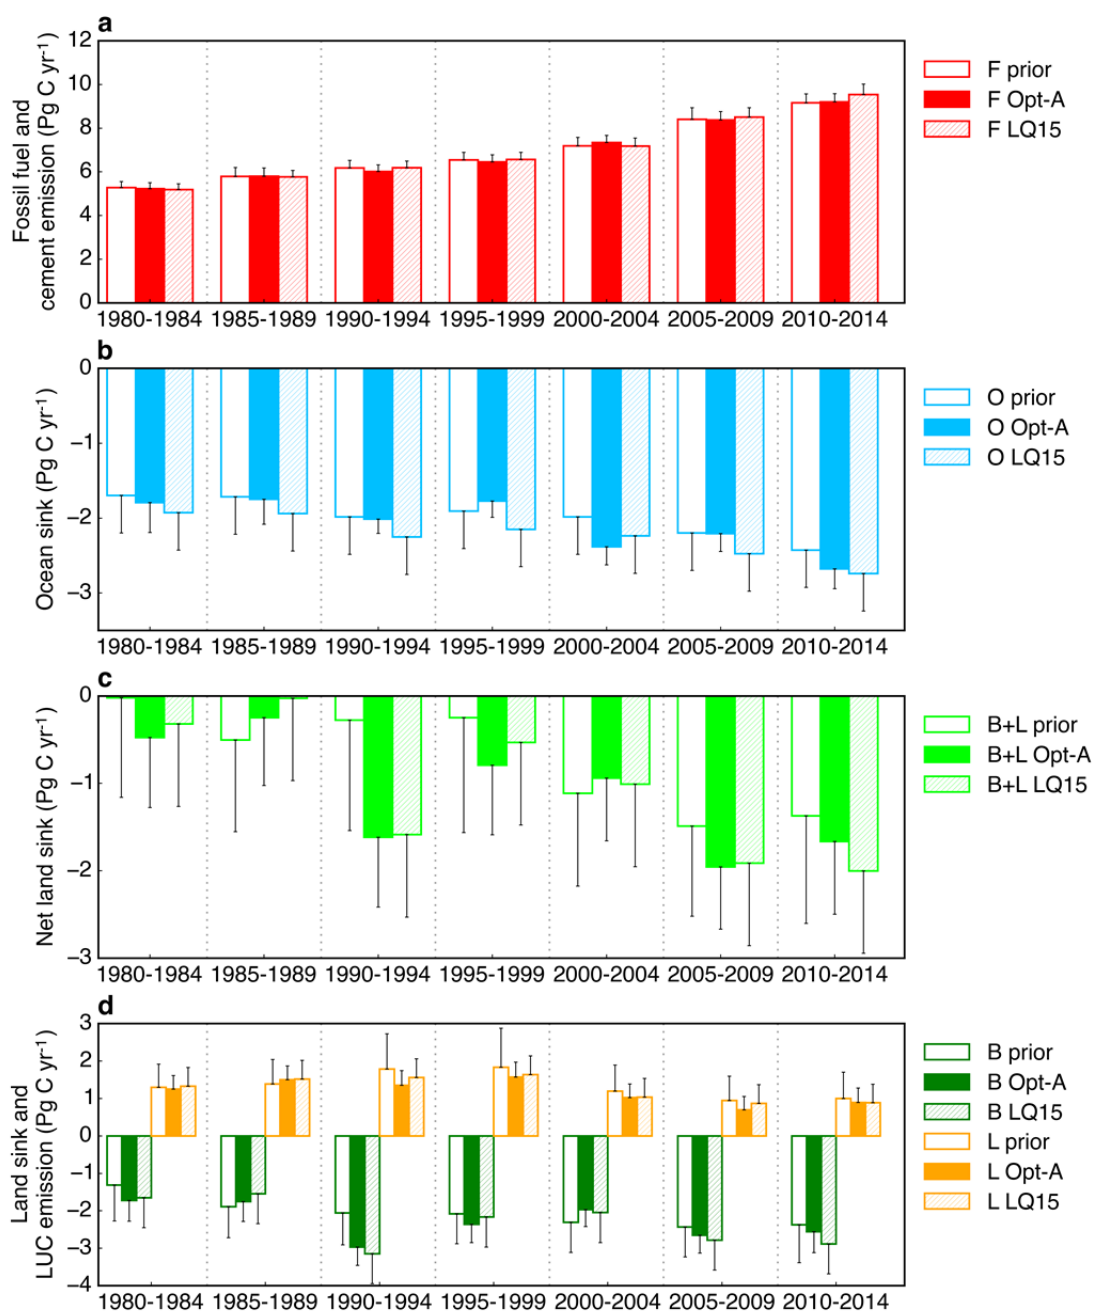 a
Fossil fuel and
cement emission (Pg C yr⁻¹)
12
10
8
6
4
2
0
1980-1984 1985-1989 1990-1994 1995-1999 2000-2004 2005-2009 2010-2014
F prior
F Opt-A
F LQ15
b
Ocean sink (Pg C yr⁻¹)
0
−1
−2
−3
1980-1984 1985-1989 1990-1994 1995-1999 2000-2004 2005-2009 2010-2014
O prior
O Opt-A
O LQ15
c
Net land sink (Pg C yr⁻¹)
0
−1
−2
−3
1980-1984 1985-1989 1990-1994 1995-1999 2000-2004 2005-2009 2010-2014
B+L prior
B+L Opt-A
B+L LQ15
d
Land sink and
LUC emission (Pg C yr⁻¹)
3
2
1
0
−1
−2
−3
−4
1980-1984 1985-1989 1990-1994 1995-1999 2000-2004 2005-2009 2010-2014
B prior
B Opt-A
B LQ15
L prior
L Opt-A
L LQ15